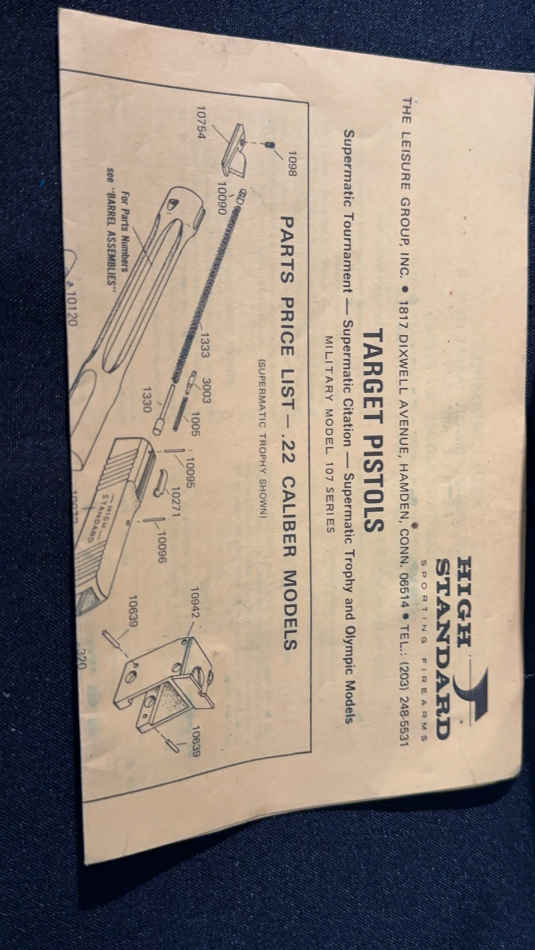 HIGH
STANDARD
SPORTING FIREARMS
THE LEISURE GROUP, INC. ● 1817 DIXWELL AVENUE, HAMDEN, CONN. 06514 ● TEL.: (203) 248-5531
TARGET PISTOLS
Supermatic Tournament — Supermatic Citation — Supermatic Trophy and Olympic Models
MILITARY MODEL 107 SERIES
PARTS PRICE LIST — .22 CALIBER MODELS
(SUPERMATIC TROPHY SHOWN)
1098
10754
10090
1333
3003
1005
1330
10095
10271
10096
10942
10639
10639
For Parts Numbers
see "BARREL ASSEMBLIES"
HIGH
STANDARD
10120
320